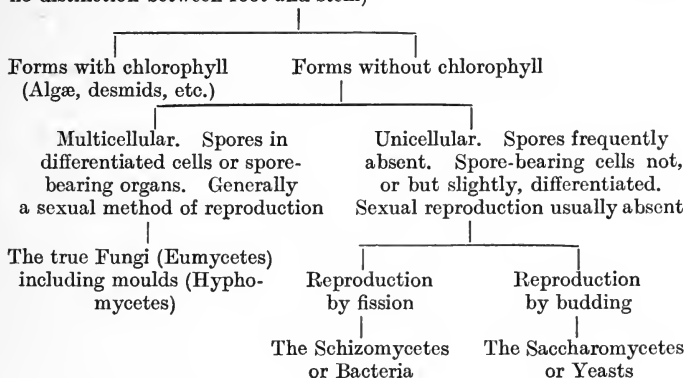 no distinction between root and stem)
Forms with chlorophyll
(Algæ, desmids, etc.)
Forms without chlorophyll
Multicellular. Spores in
differentiated cells or spore-
bearing organs. Generally
a sexual method of reproduction
Unicellular. Spores frequently
absent. Spore-bearing cells not,
or but slightly, differentiated.
Sexual reproduction usually absent
The true Fungi (Eumycetes)
including moulds (Hypho-
mycetes)
Reproduction
by fission
Reproduction
by budding
The Schizomycetes
or Bacteria
The Saccharomycetes
or Yeasts